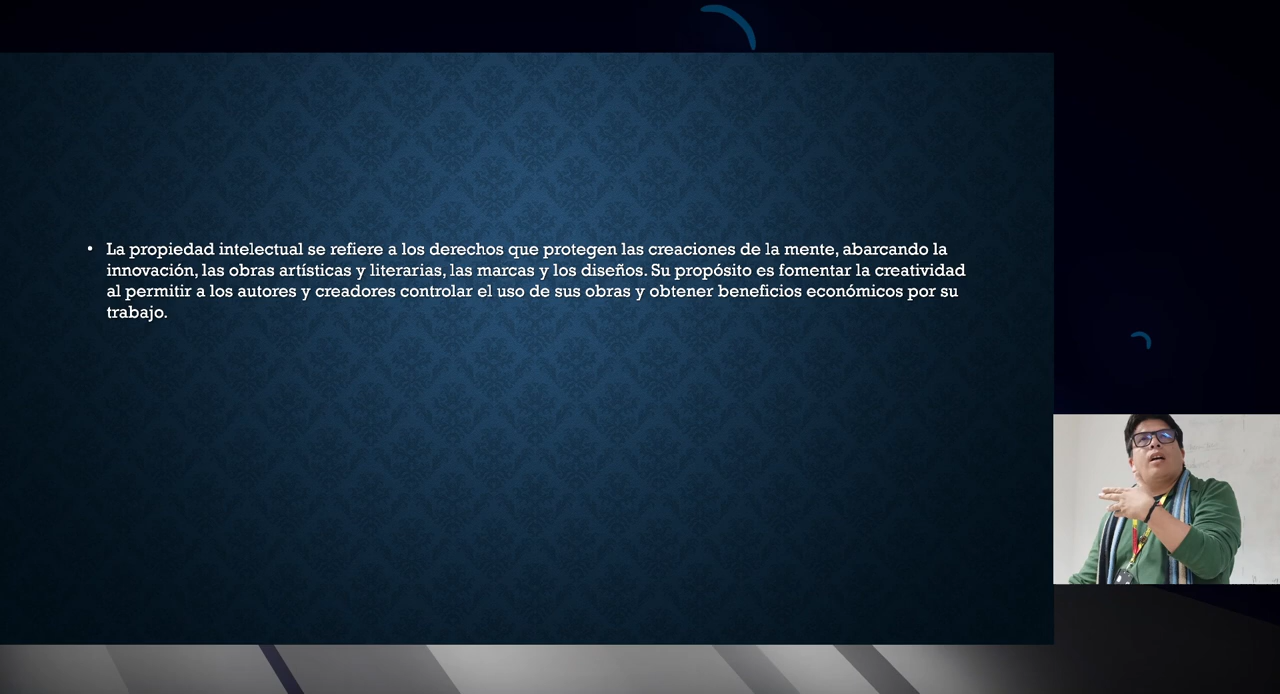 • La propiedad intelectual se refiere a los derechos que protegen las creaciones de la mente, abarcando la
innovación, las obras artísticas y literarias, las marcas y los diseños. Su propósito es fomentar la creatividad
al permitir a los autores y creadores controlar el uso de sus obras y obtener beneficios económicos por su
trabajo.